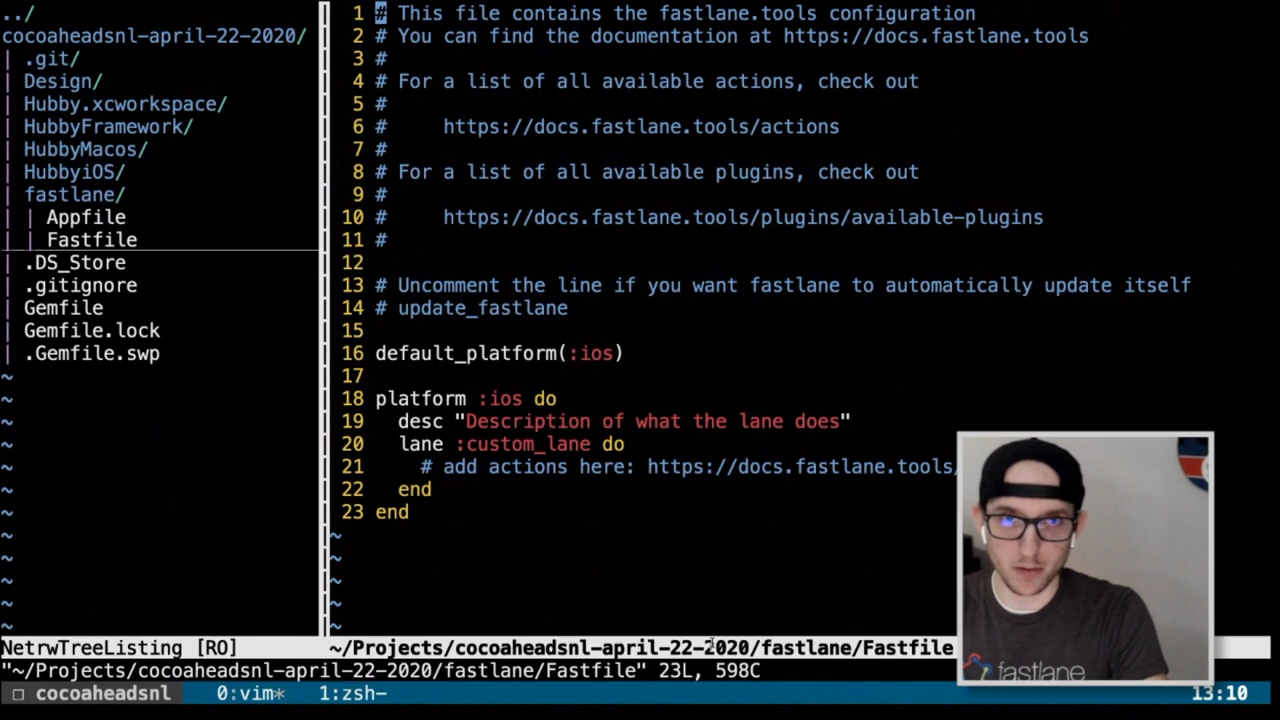 ../
cocoaheadsnl-april-22-2020/
| .git/
| Design/
| Hubby.xcworkspace/
| HubbyFramework/
| HubbyMacos/
| HubbyiOS/
| fastlane/
| | Appfile
| | Fastfile
| .DS_Store
| .gitignore
| Gemfile
| Gemfile.lock
| .Gemfile.swp
~
~
~
~
~
~
~
~
~
~
~
~
1 # This file contains the fastlane.tools configuration
2 # You can find the documentation at https://docs.fastlane.tools
3 #
4 # For a list of all available actions, check out
5 #
6 #     https://docs.fastlane.tools/actions
7 #
8 # For a list of all available plugins, check out
9 #
10 #     https://docs.fastlane.tools/plugins/available-plugins
11 #
12
13 # Uncomment the line if you want fastlane to automatically update itself
14 # update_fastlane
15
16 default_platform(:ios)
17
18 platform :ios do
19   desc "Description of what the lane does"
20   lane :custom_lane do
21     # add actions here: https://docs.fastlane.tools/
22   end
23 end
~
~
~
~
NetrwTreeListing [RO] ~/Projects/cocoaheadsnl-april-22-2020/fastlane/Fastfile
"~/Projects/cocoaheadsnl-april-22-2020/fastlane/Fastfile" 23L, 598C
cocoaheadsnl 0:vim* 1:zsh- 13:10
fastlane